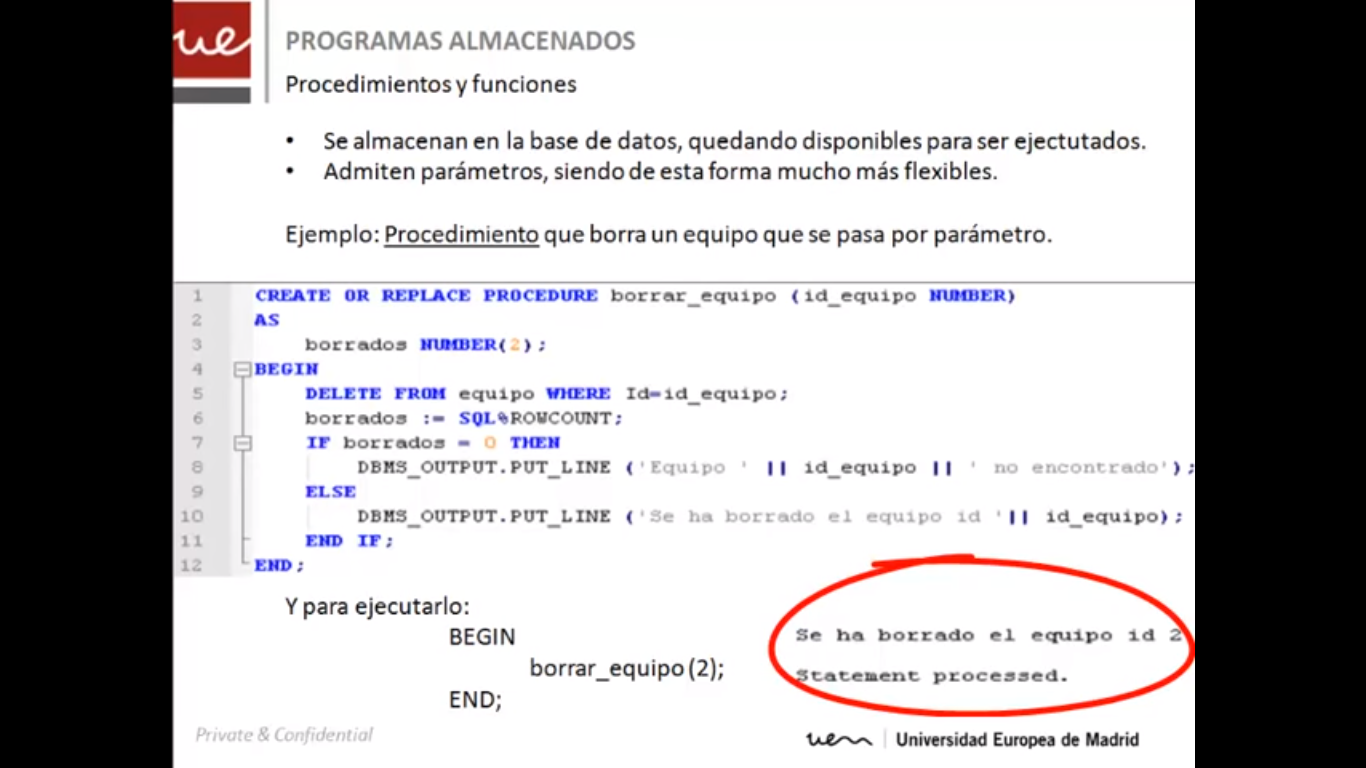 ue
PROGRAMAS ALMACENADOS
Procedimientos y funciones
• Se almacenan en la base de datos, quedando disponibles para ser ejectutados.
• Admiten parámetros, siendo de esta forma mucho más flexibles.
Ejemplo: Procedimiento que borra un equipo que se pasa por parámetro.
1 CREATE OR REPLACE PROCEDURE borrar_equipo (id_equipo NUMBER)
2 AS
3 borrados NUMBER(2);
4 BEGIN
5 DELETE FROM equipo WHERE Id=id_equipo;
6 borrados := SQL%ROWCOUNT;
7 IF borrados = 0 THEN
8 DBMS_OUTPUT.PUT_LINE ('Equipo ' || id_equipo || ' no encontrado');
9 ELSE
10 DBMS_OUTPUT.PUT_LINE ('Se ha borrado el equipo id '|| id_equipo);
11 END IF;
12 END;
Y para ejecutarlo:
BEGIN
borrar_equipo (2);
END;
Se ha borrado el equipo id 2
Statement processed.
Private & Confidential
uem Universidad Europea de Madrid